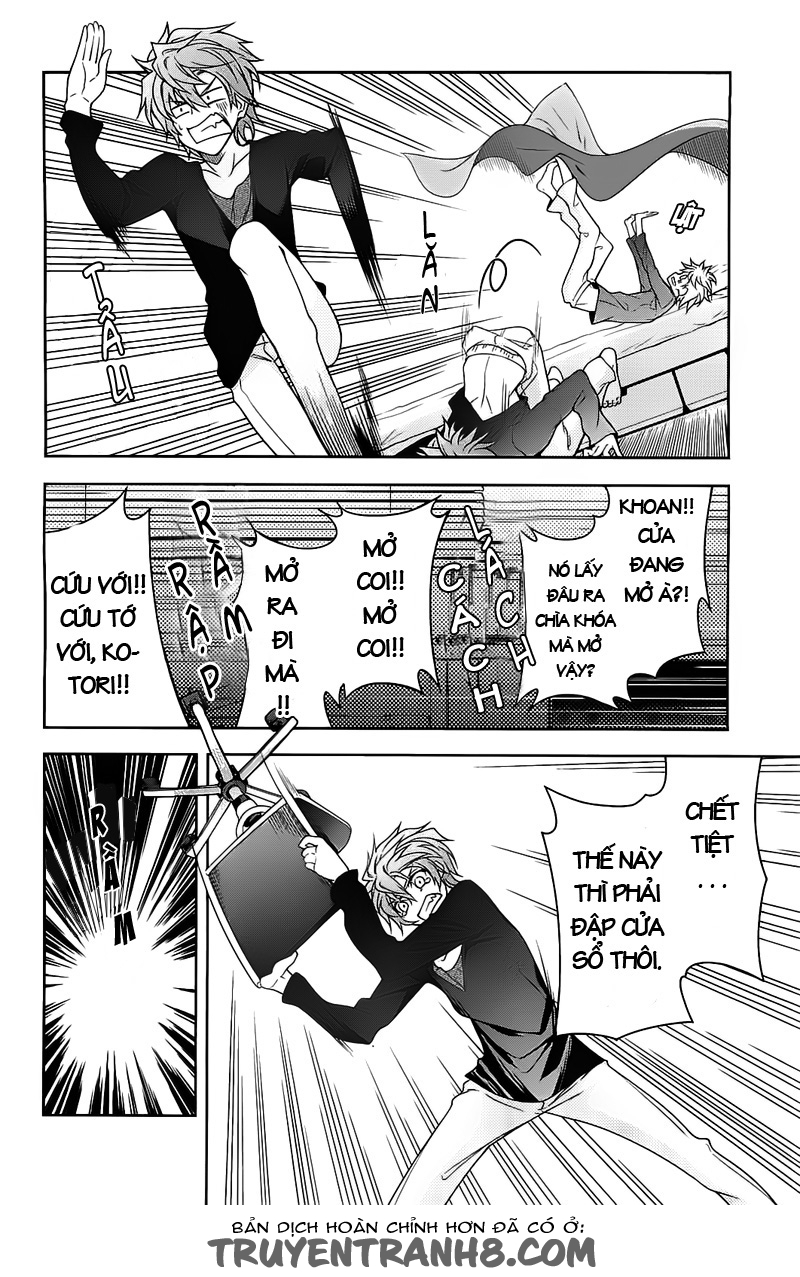 LẬT
LĂN
TRÂU
KHOAN!!
CỬA
ĐANG
MỞ À?!
NÓ LẤY
ĐÂU RA
CHÌA KHÓA
MÀ MỞ
VẬY?
LẠCH
CẠCH
MỞ
COI!!
MỞ
COI!!
MỞ
RA
ĐI
MÀ
!!
RẦM
RẬP
CỨU VỚI!!
CỨU TỚ
VỚI, KO-
TORI!!
CHẾT
TIỆT
...
THẾ NÀY
THÌ PHẢI
ĐẬP CỬA
SỔ THÔI.
RẦM
BẢN DỊCH HOÀN CHỈNH HƠN ĐÃ CÓ Ở:
TRUYENTRANH8.COM